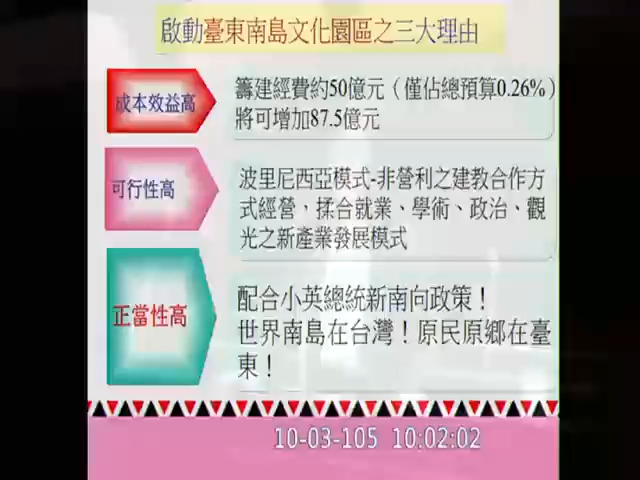 啟動臺東南島文化園區之三大理由
成本效益高
籌建經費約50億元（僅佔總預算0.26%）
將可增加87.5億元
可行性高
波里尼西亞模式-非營利之建教合作方
式經營，揉合就業、學術、政治、觀
光之新產業發展模式
正當性高
配合小英總統新南向政策！
世界南島在台灣！原民原鄉在臺
東！
10-03-105 10:02:02